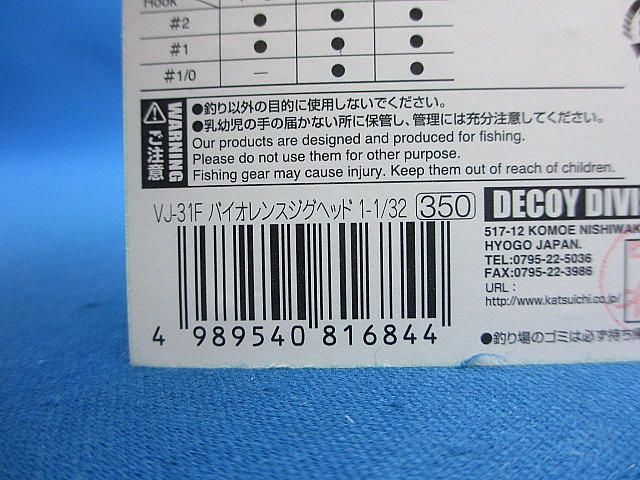 Hook
#2 ● ● ●
#1 ● ● ●
#1/0 — ● ●
WARNING
ご注意
●釣り以外の目的に使用しないでください。
●乳幼児の手の届かない所に保管し、管理には充分注意してください。
Our products are designed and produced for fishing.
Please do not use them for other purpose.
Fishing gear may cause injury. Keep them out of reach of children.
VJ-31F バイオレンスジグヘッド 1-1/32 350
4 989540 816844
DECOY DIVI
517-12 KOMOE NISHIWAK
HYOGO JAPAN.
TEL:0795-22-5036
FAX:0795-22-3986
URL:
http://www.katsuichi.co.jp/
●釣り場のゴミは必ず持ち